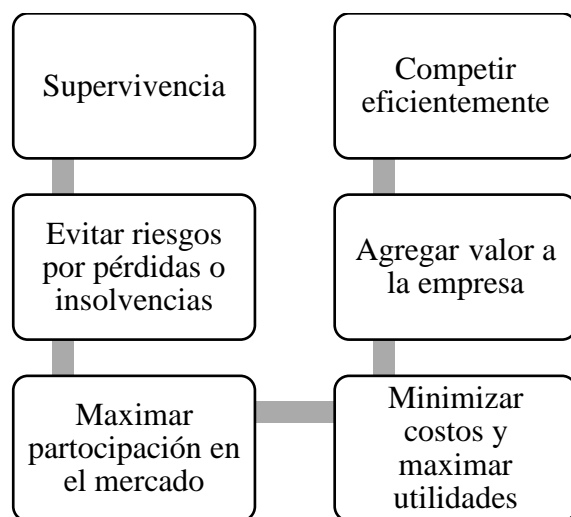 Supervivencia
Evitar riesgos
por pérdidas o
insolvencias
Maximar
partocipación en
el mercado
Minimizar
costos y
maximar
utilidades
Agregar valor a
la empresa
Competir
eficientemente